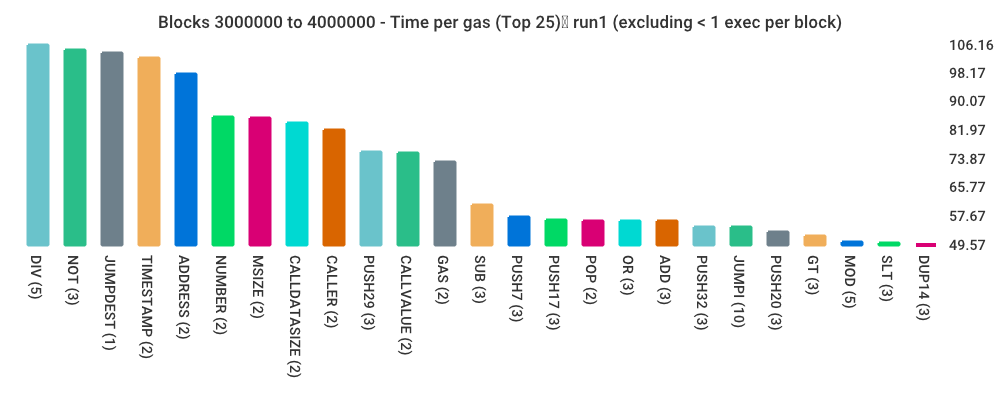 Blocks 3000000 to 4000000 - Time per gas (Top 25) run1 (excluding < 1 exec per block)
106.16
98.17
90.07
81.97
73.87
65.77
57.67
49.57
DIV (5)
NOT (3)
JUMPDEST (1)
TIMESTAMP (2)
ADDRESS (2)
NUMBER (2)
MSIZE (2)
CALLDATASIZE (2)
CALLER (2)
PUSH29 (3)
CALLVALUE (2)
GAS (2)
SUB (3)
PUSH7 (3)
PUSH17 (3)
POP (2)
OR (3)
ADD (3)
PUSH32 (3)
JUMPI (10)
PUSH20 (3)
GT (3)
MOD (5)
SLT (3)
DUP14 (3)